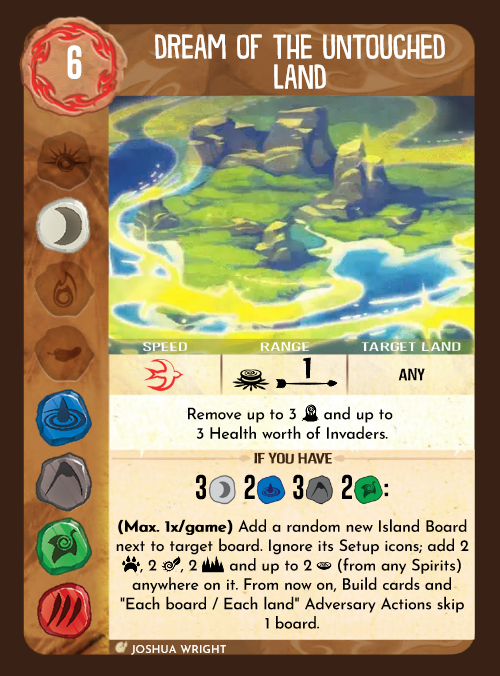 6
DREAM OF THE UNTOUCHED
LAND
SPEED RANGE TARGET LAND
1 ANY
Remove up to 3 and up to
3 Health worth of Invaders.
IF YOU HAVE
3 2 3 2 :
(Max. 1x/game) Add a random new Island Board
next to target board. Ignore its Setup icons; add 2
, 2 , 2 and up to 2 (from any Spirits)
anywhere on it. From now on, Build cards and
"Each board / Each land" Adversary Actions skip
1 board.
JOSHUA WRIGHT